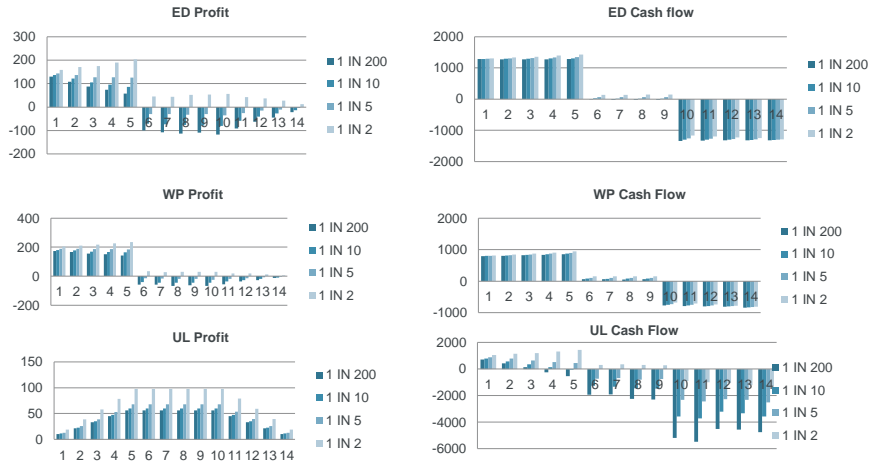 ED Profit
300
200
100
0
-100
-200
1 2 3 4 5 6 7 8 9 10 11 12 13 14
1 IN 200
1 IN 10
1 IN 5
1 IN 2
ED Cash flow
2000
1000
0
-1000
-2000
1 2 3 4 5 6 7 8 9 10 11 12 13 14
1 IN 200
1 IN 10
1 IN 5
1 IN 2
WP Profit
400
200
0
-200
1 2 3 4 5 6 7 8 9 10 11 12 13 14
1 IN 200
1 IN 10
1 IN 5
1 IN 2
WP Cash Flow
2000
1000
0
-1000
1 2 3 4 5 6 7 8 9 10 11 12 13 14
1 IN 200
1 IN 10
1 IN 5
1 IN 2
UL Profit
150
100
50
0
1 2 3 4 5 6 7 8 9 10 11 12 13 14
1 IN 200
1 IN 10
1 IN 5
1 IN 2
UL Cash Flow
2000
0
-2000
-4000
-6000
1 2 3 4 5 6 7 8 9 10 11 12 13 14
1 IN 200
1 IN 10
1 IN 5
1 IN 2